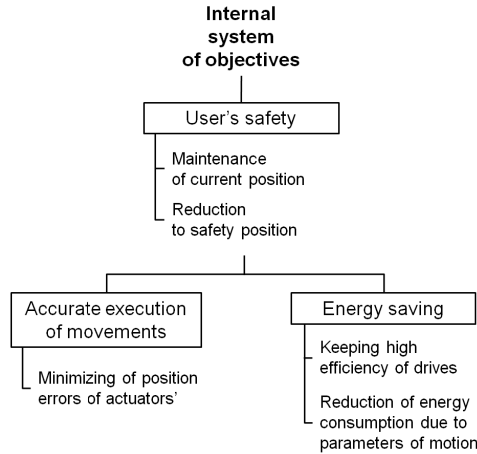 Internal
system
of objectives
User's safety
Maintenance
of current position
Reduction
to safety position
Accurate execution
of movements
Minimizing of position
errors of actuators'
Energy saving
Keeping high
efficiency of drives
Reduction of energy
consumption due to
parameters of motion